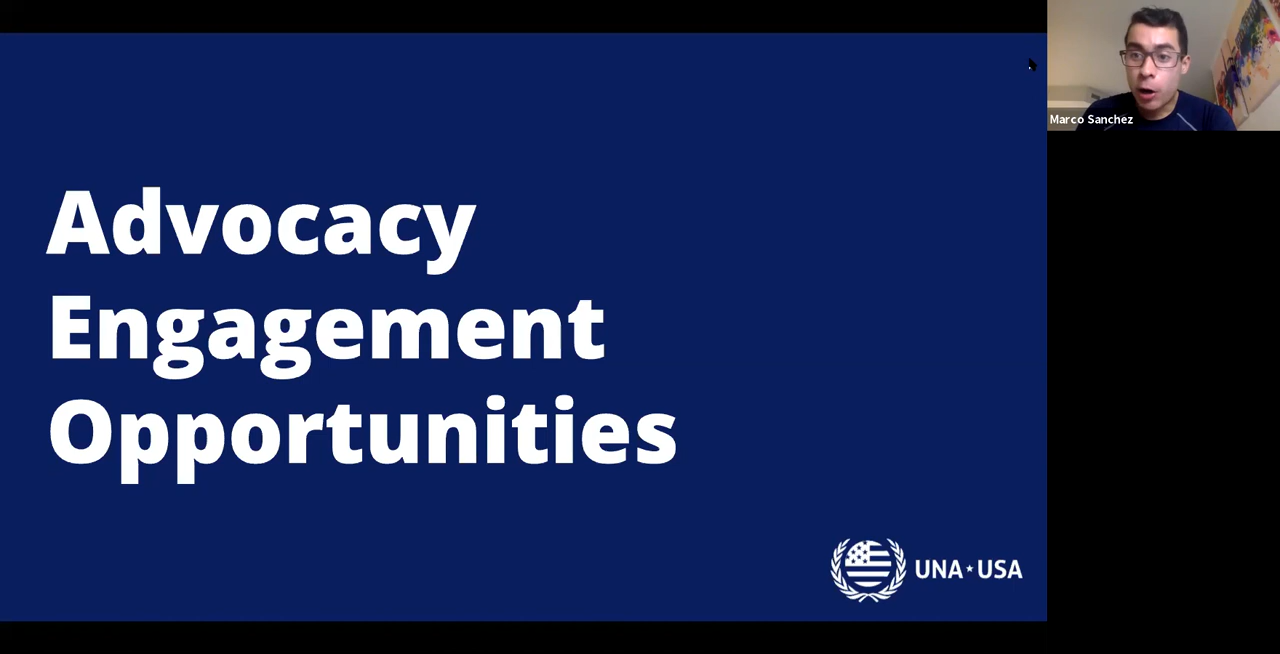 Advocacy
Engagement
Opportunities
UNA★USA
Marco Sanchez